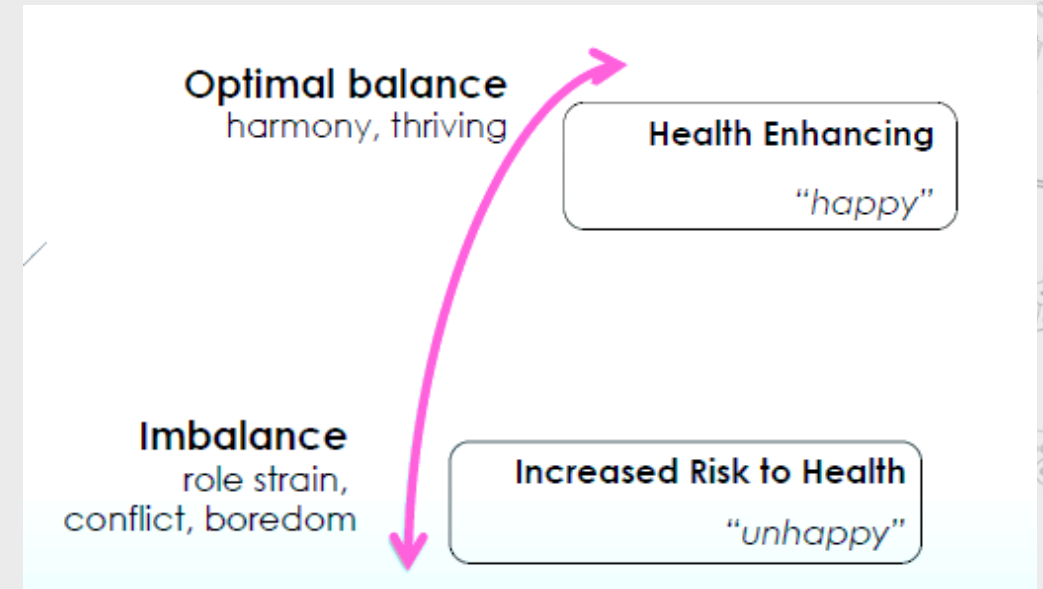 Optimal balance
harmony, thriving
Health Enhancing
“happy”
Imbalance
role strain,
conflict, boredom
Increased Risk to Health
“unhappy”